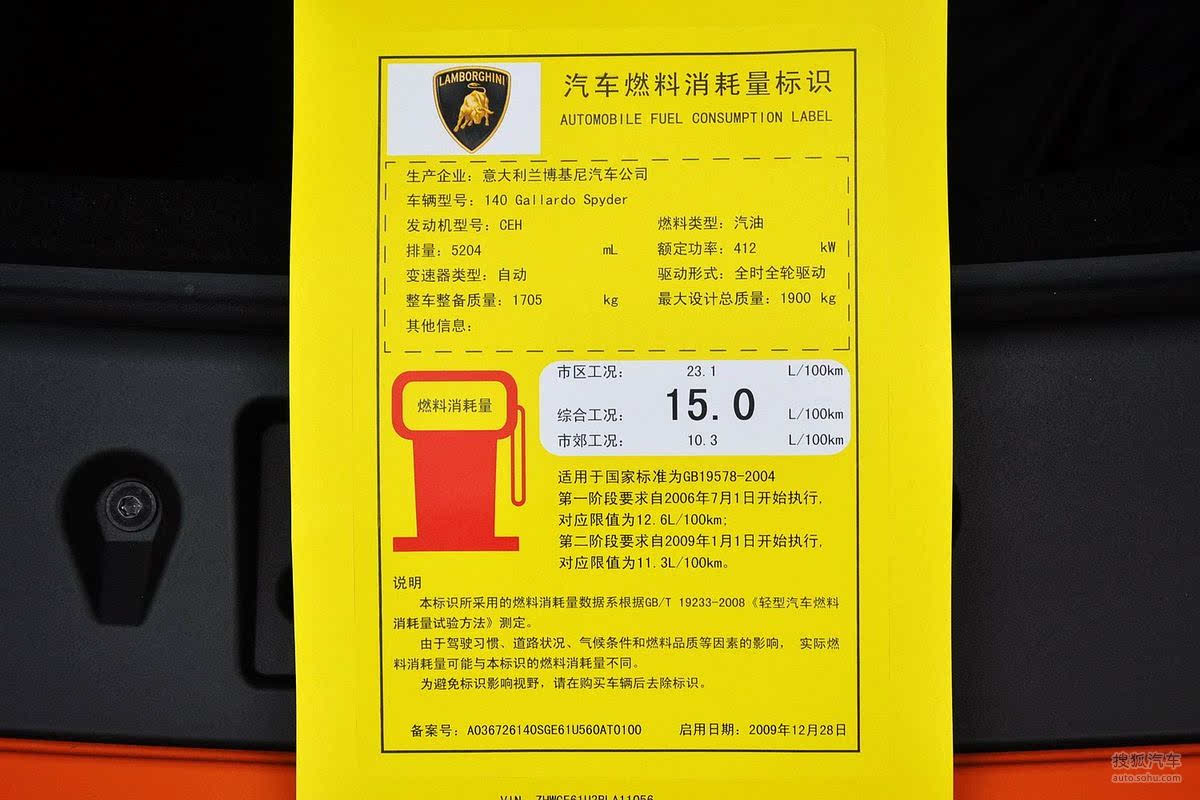 LAMBORGHINI
汽车燃料消耗量标识
AUTOMOBILE FUEL CONSUMPTION LABEL
生产企业: 意大利兰博基尼汽车公司
车辆型号: 140 Gallardo Spyder
发动机型号: CEH 燃料类型: 汽油
排量: 5204 mL 额定功率: 412 kW
变速器类型: 自动 驱动形式: 全时全轮驱动
整车整备质量: 1705 kg 最大设计总质量: 1900 kg
其他信息:
燃料消耗量
市区工况: 23.1 L/100km
综合工况: 15.0 L/100km
市郊工况: 10.3 L/100km
适用于国家标准为GB19578-2004
第一阶段要求自2006年7月1日开始执行,
对应限值为12.6L/100km;
第二阶段要求自2009年1月1日开始执行,
对应限值为11.3L/100km。
说明
本标识所采用的燃料消耗量数据系根据GB/T 19233-2008《轻型汽车燃料
消耗量试验方法》测定。
由于驾驶习惯、道路状况、气候条件和燃料品质等因素的影响, 实际燃
料消耗量可能与本标识的燃料消耗量不同。
为避免标识影响视野,请在购买车辆后去除标识。
备案号: A036726140SGE61U560AT0100 启用日期: 2009年12月28日
VIN
搜狐汽车
auto.sohu.com